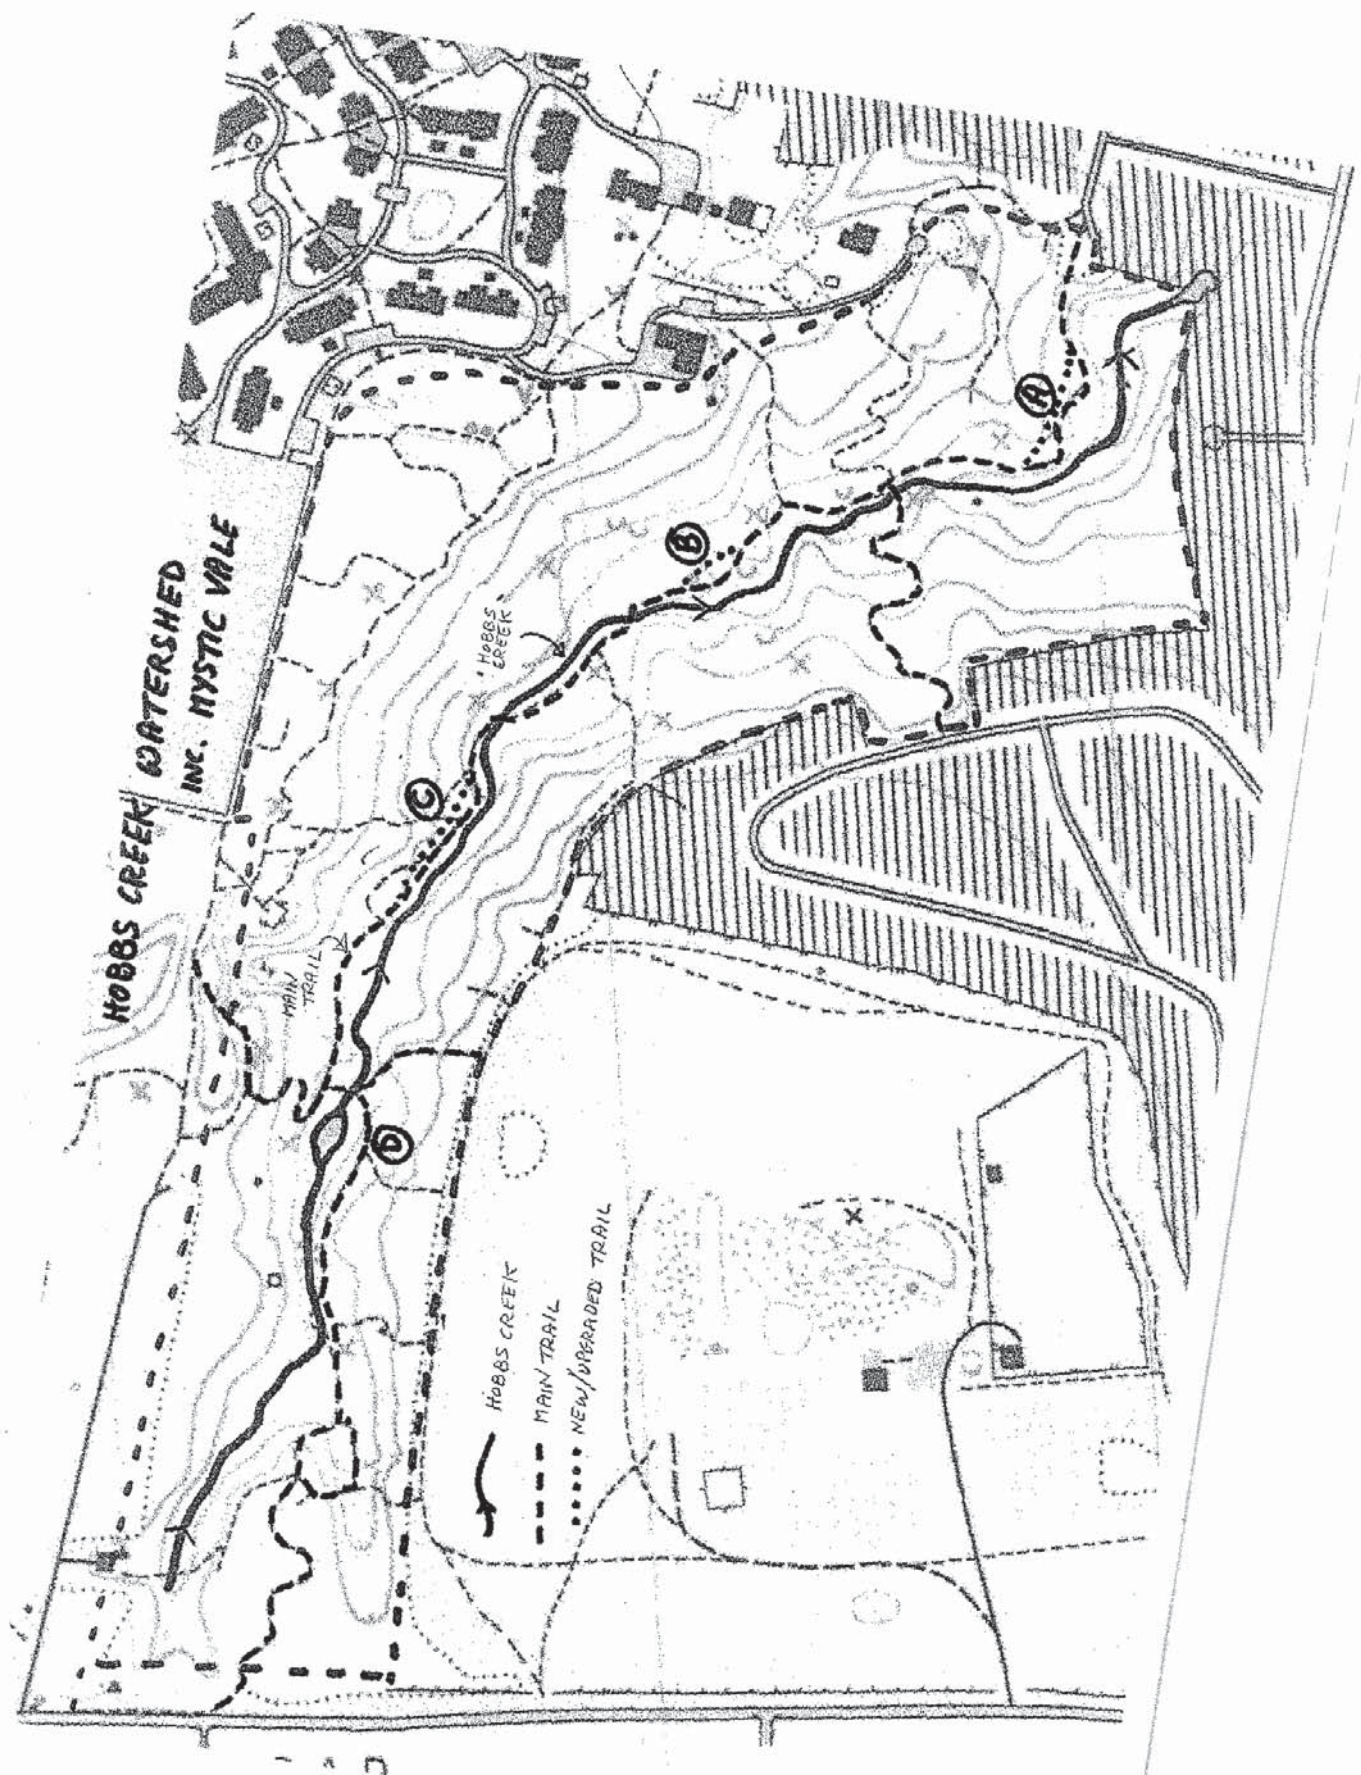 HOBBS CREEK WATERSHED
INC. MYSTIC VALE
HOBBS
CREEK
MAIN
TRAIL
A
B
C
D
HOBBS CREEK
MAIN TRAIL
NEW/UPGRADED TRAIL